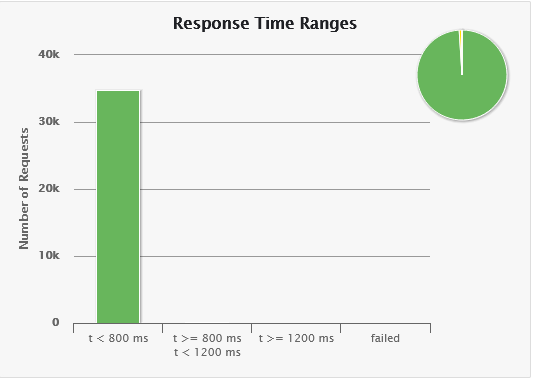 Response Time Ranges
40k
30k
20k
10k
0
Number of Requests
t < 800 ms
t >= 800 ms
t < 1200 ms
t >= 1200 ms
failed